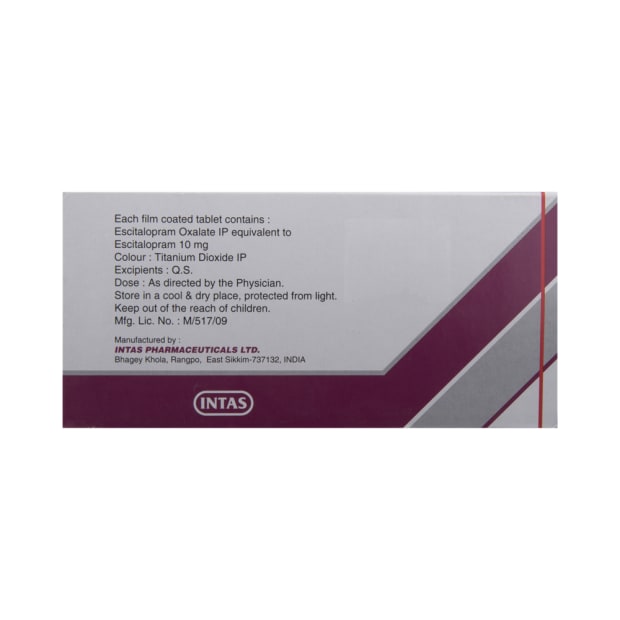 Each film coated tablet contains :
Escitalopram Oxalate IP equivalent to
Escitalopram 10 mg
Colour : Titanium Dioxide IP
Excipients : Q.S.
Dose : As directed by the Physician.
Store in a cool & dry place, protected from light.
Keep out of the reach of children.
Mfg. Lic. No. : M/517/09
Manufactured by :
INTAS PHARMACEUTICALS LTD.
Bhagey Khola, Rangpo, East Sikkim-737132, INDIA
INTAS